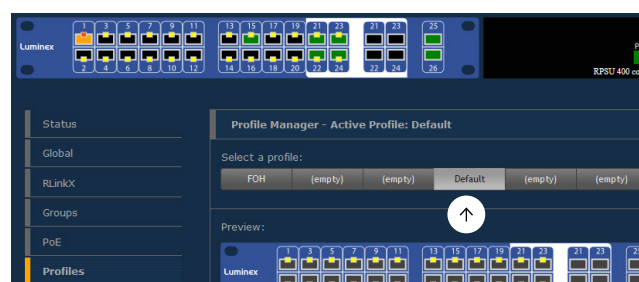 1 3 5 7 9 11 13 15 17 19 21 23 21 23 25
Luminex
2 4 6 8 10 12 14 16 18 20 22 24 22 24 26
RPSU 400
Status
Global
RLinkX
Groups
PoE
Profiles
Profile Manager - Active Profile: Default
Select a profile:
FOH (empty) (empty) Default (empty) (empty)
Preview:
1 3 5 7 9 11 13 15 17 19 21 23 21 23
Luminex